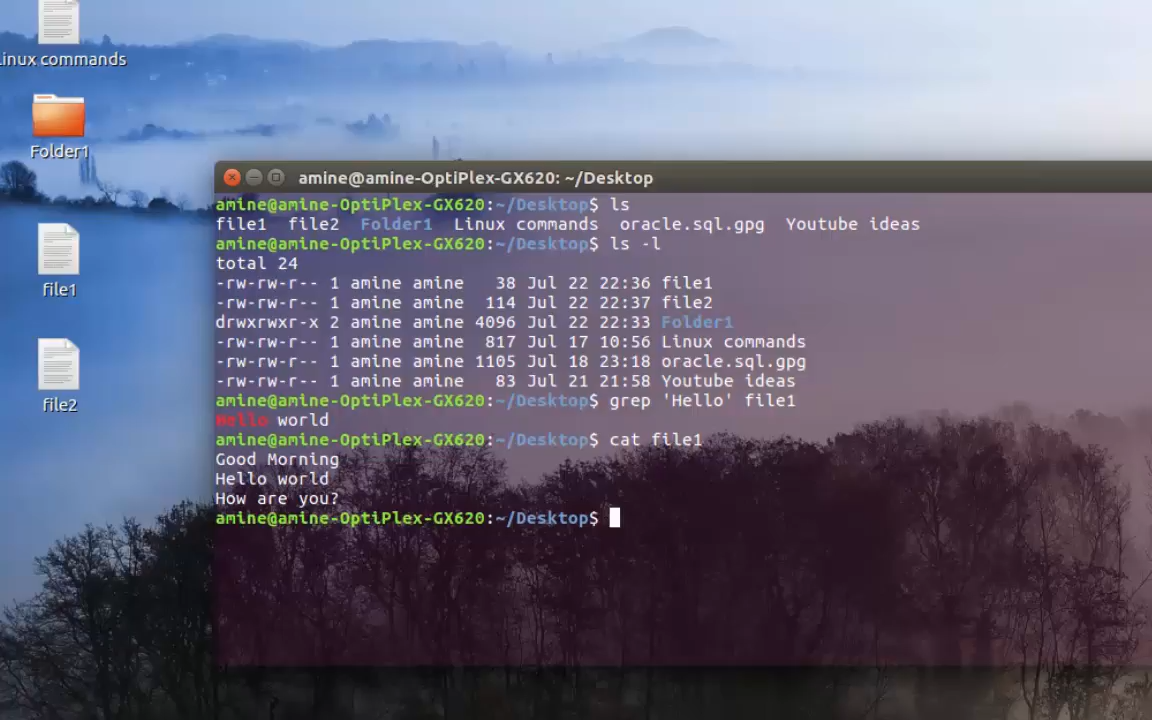 Linux commands
Folder1
file1
file2
amine@amine-OptiPlex-GX620: ~/Desktop
amine@amine-OptiPlex-GX620:~/Desktop$ ls
file1  file2  Folder1  Linux commands  oracle.sql.gpg  Youtube ideas
amine@amine-OptiPlex-GX620:~/Desktop$ ls -l
total 24
-rw-rw-r-- 1 amine amine   38 Jul 22 22:36 file1
-rw-rw-r-- 1 amine amine  114 Jul 22 22:37 file2
drwxrwxr-x 2 amine amine 4096 Jul 22 22:33 Folder1
-rw-rw-r-- 1 amine amine  817 Jul 17 10:56 Linux commands
-rw-rw-r-- 1 amine amine 1105 Jul 18 23:18 oracle.sql.gpg
-rw-rw-r-- 1 amine amine   83 Jul 21 21:58 Youtube ideas
amine@amine-OptiPlex-GX620:~/Desktop$ grep 'Hello' file1
Hello world
amine@amine-OptiPlex-GX620:~/Desktop$ cat file1
Good Morning
Hello world
How are you?
amine@amine-OptiPlex-GX620:~/Desktop$